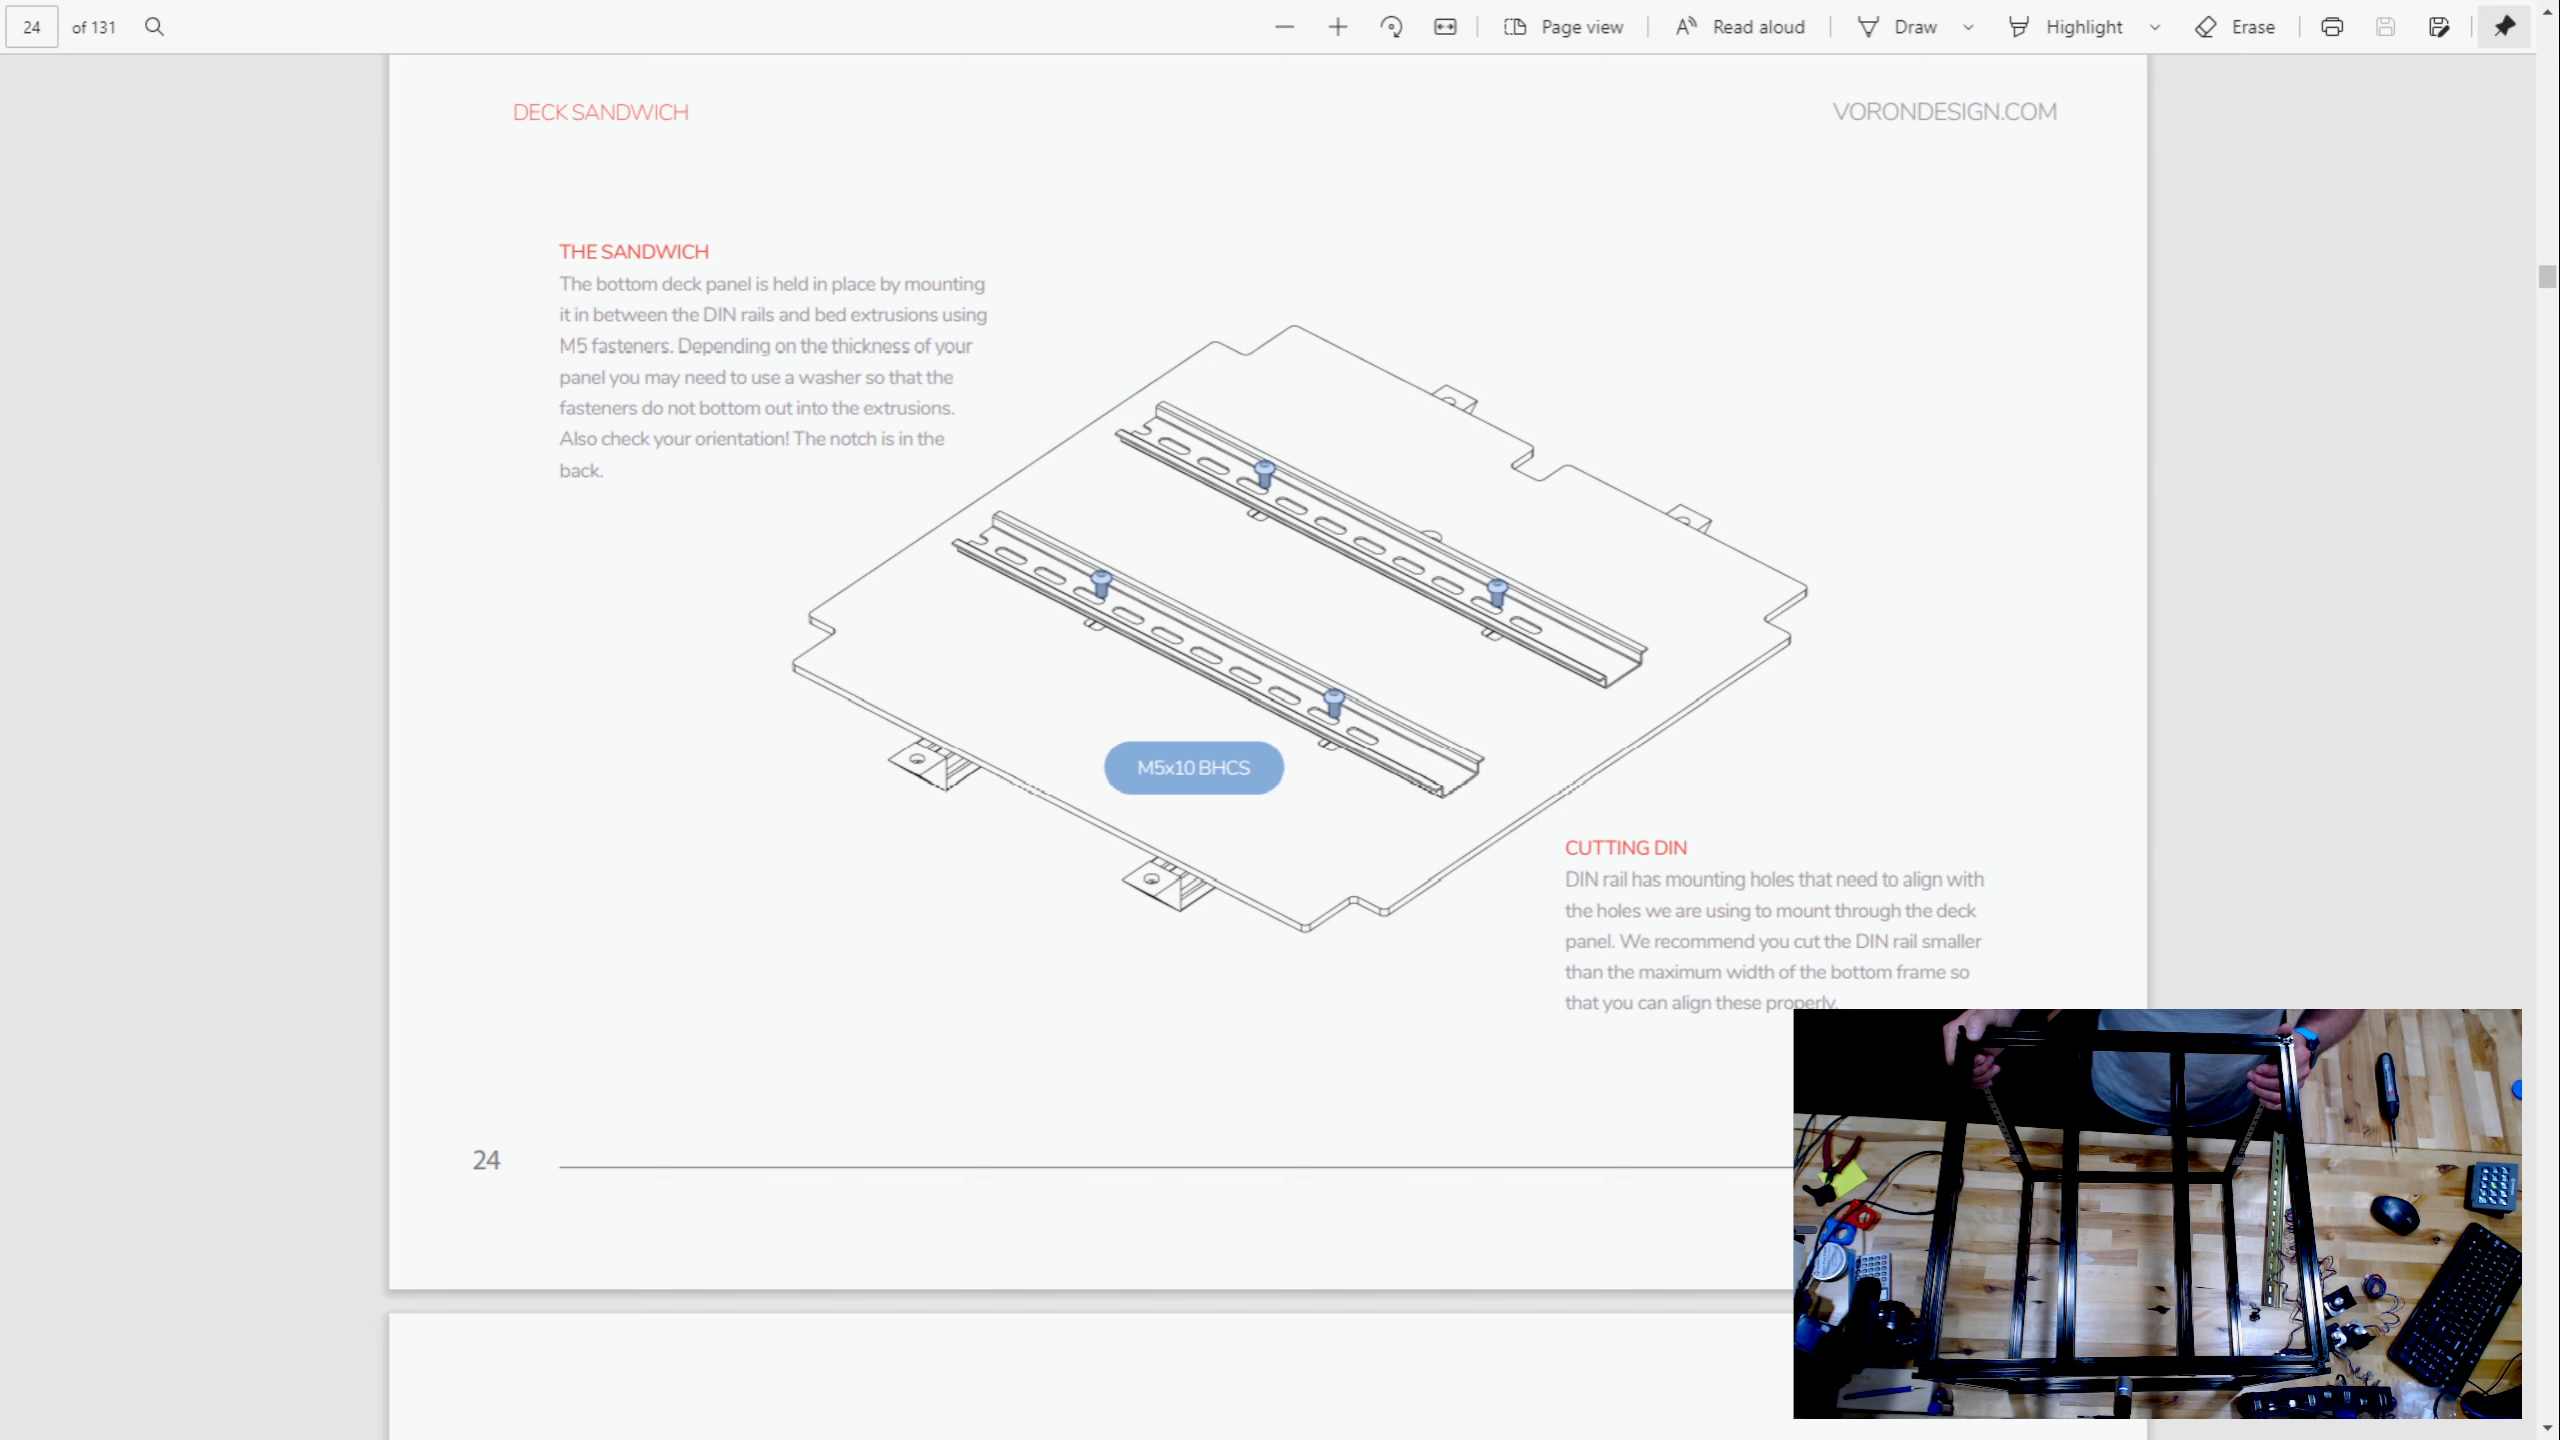 24 of 131 Page view Read aloud Draw Highlight Erase
DECK SANDWICH
VORONDESIGN.COM
THE SANDWICH
The bottom deck panel is held in place by mounting
it in between the DIN rails and bed extrusions using
M5 fasteners. Depending on the thickness of your
panel you may need to use a washer so that the
fasteners do not bottom out into the extrusions.
Also check your orientation! The notch is in the
back.
M5x10 BHCS
CUTTING DIN
DIN rail has mounting holes that need to align with
the holes we are using to mount through the deck
panel. We recommend you cut the DIN rail smaller
than the maximum width of the bottom frame so
that you can align these properly.
24